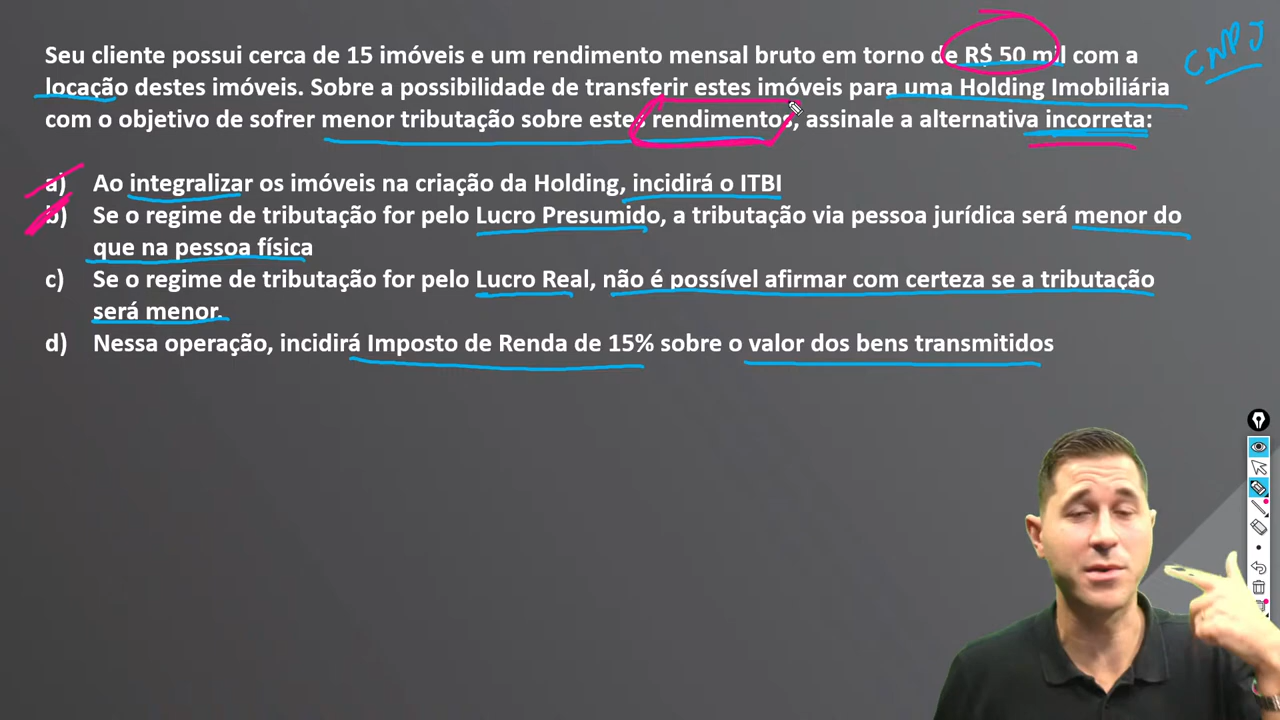 Seu cliente possui cerca de 15 imóveis e um rendimento mensal bruto em torno de R$ 50 mil com a
CNPJ
locação destes imóveis. Sobre a possibilidade de transferir estes imóveis para uma Holding Imobiliária
com o objetivo de sofrer menor tributação sobre estes rendimentos, assinale a alternativa incorreta:
a) Ao integralizar os imóveis na criação da Holding, incidirá o ITBI
b) Se o regime de tributação for pelo Lucro Presumido, a tributação via pessoa jurídica será menor do
que na pessoa física
c) Se o regime de tributação for pelo Lucro Real, não é possível afirmar com certeza se a tributação
será menor.
d) Nessa operação, incidirá Imposto de Renda de 15% sobre o valor dos bens transmitidos